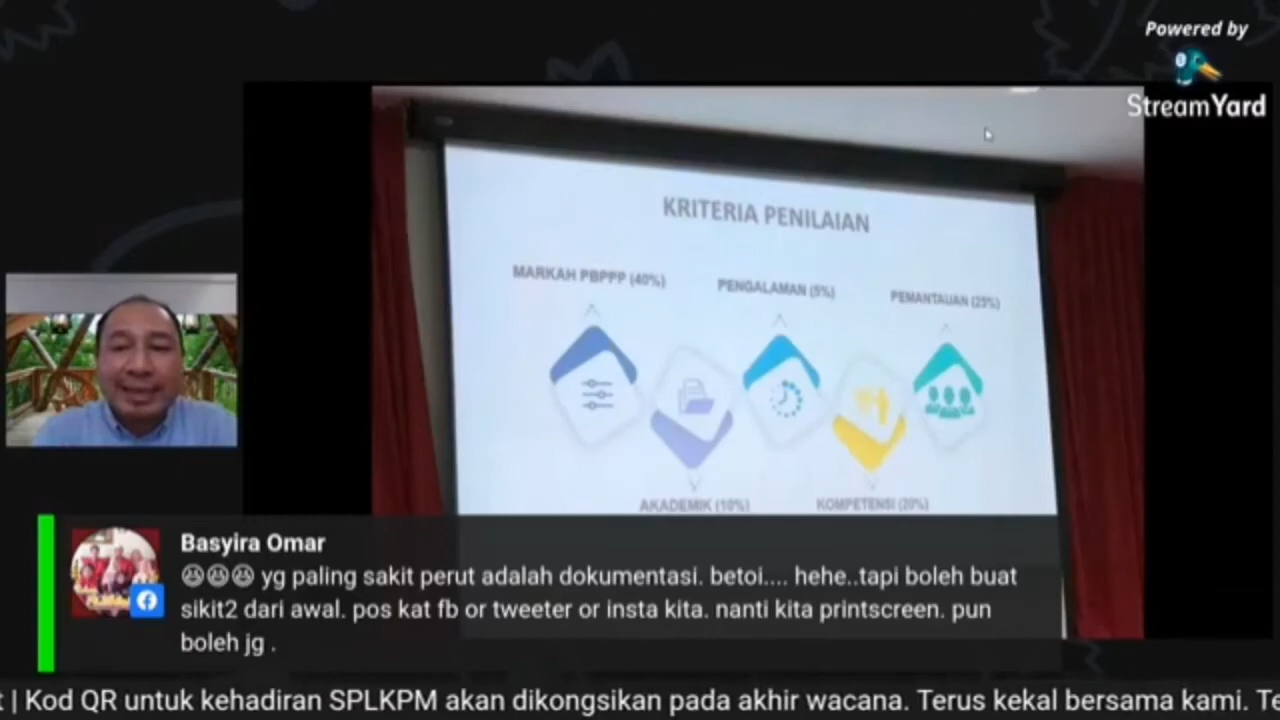 Powered by
StreamYard
KRITERIA PENILAIAN
MARKAH PBPPP (40%)
PENGALAMAN (5%)
PEMANTAUAN (25%)
AKADEMIK (10%)
KOMPETENSI (20%)
Basyira Omar
😆😆😆 yg paling sakit perut adalah dokumentasi. betoi.... hehe..tapi boleh buat
sikit2 dari awal. pos kat fb or tweeter or insta kita. nanti kita printscreen. pun
boleh jg .
t | Kod QR untuk kehadiran SPLKPM akan dikongsikan pada akhir wacana. Terus kekal bersama kami. Te